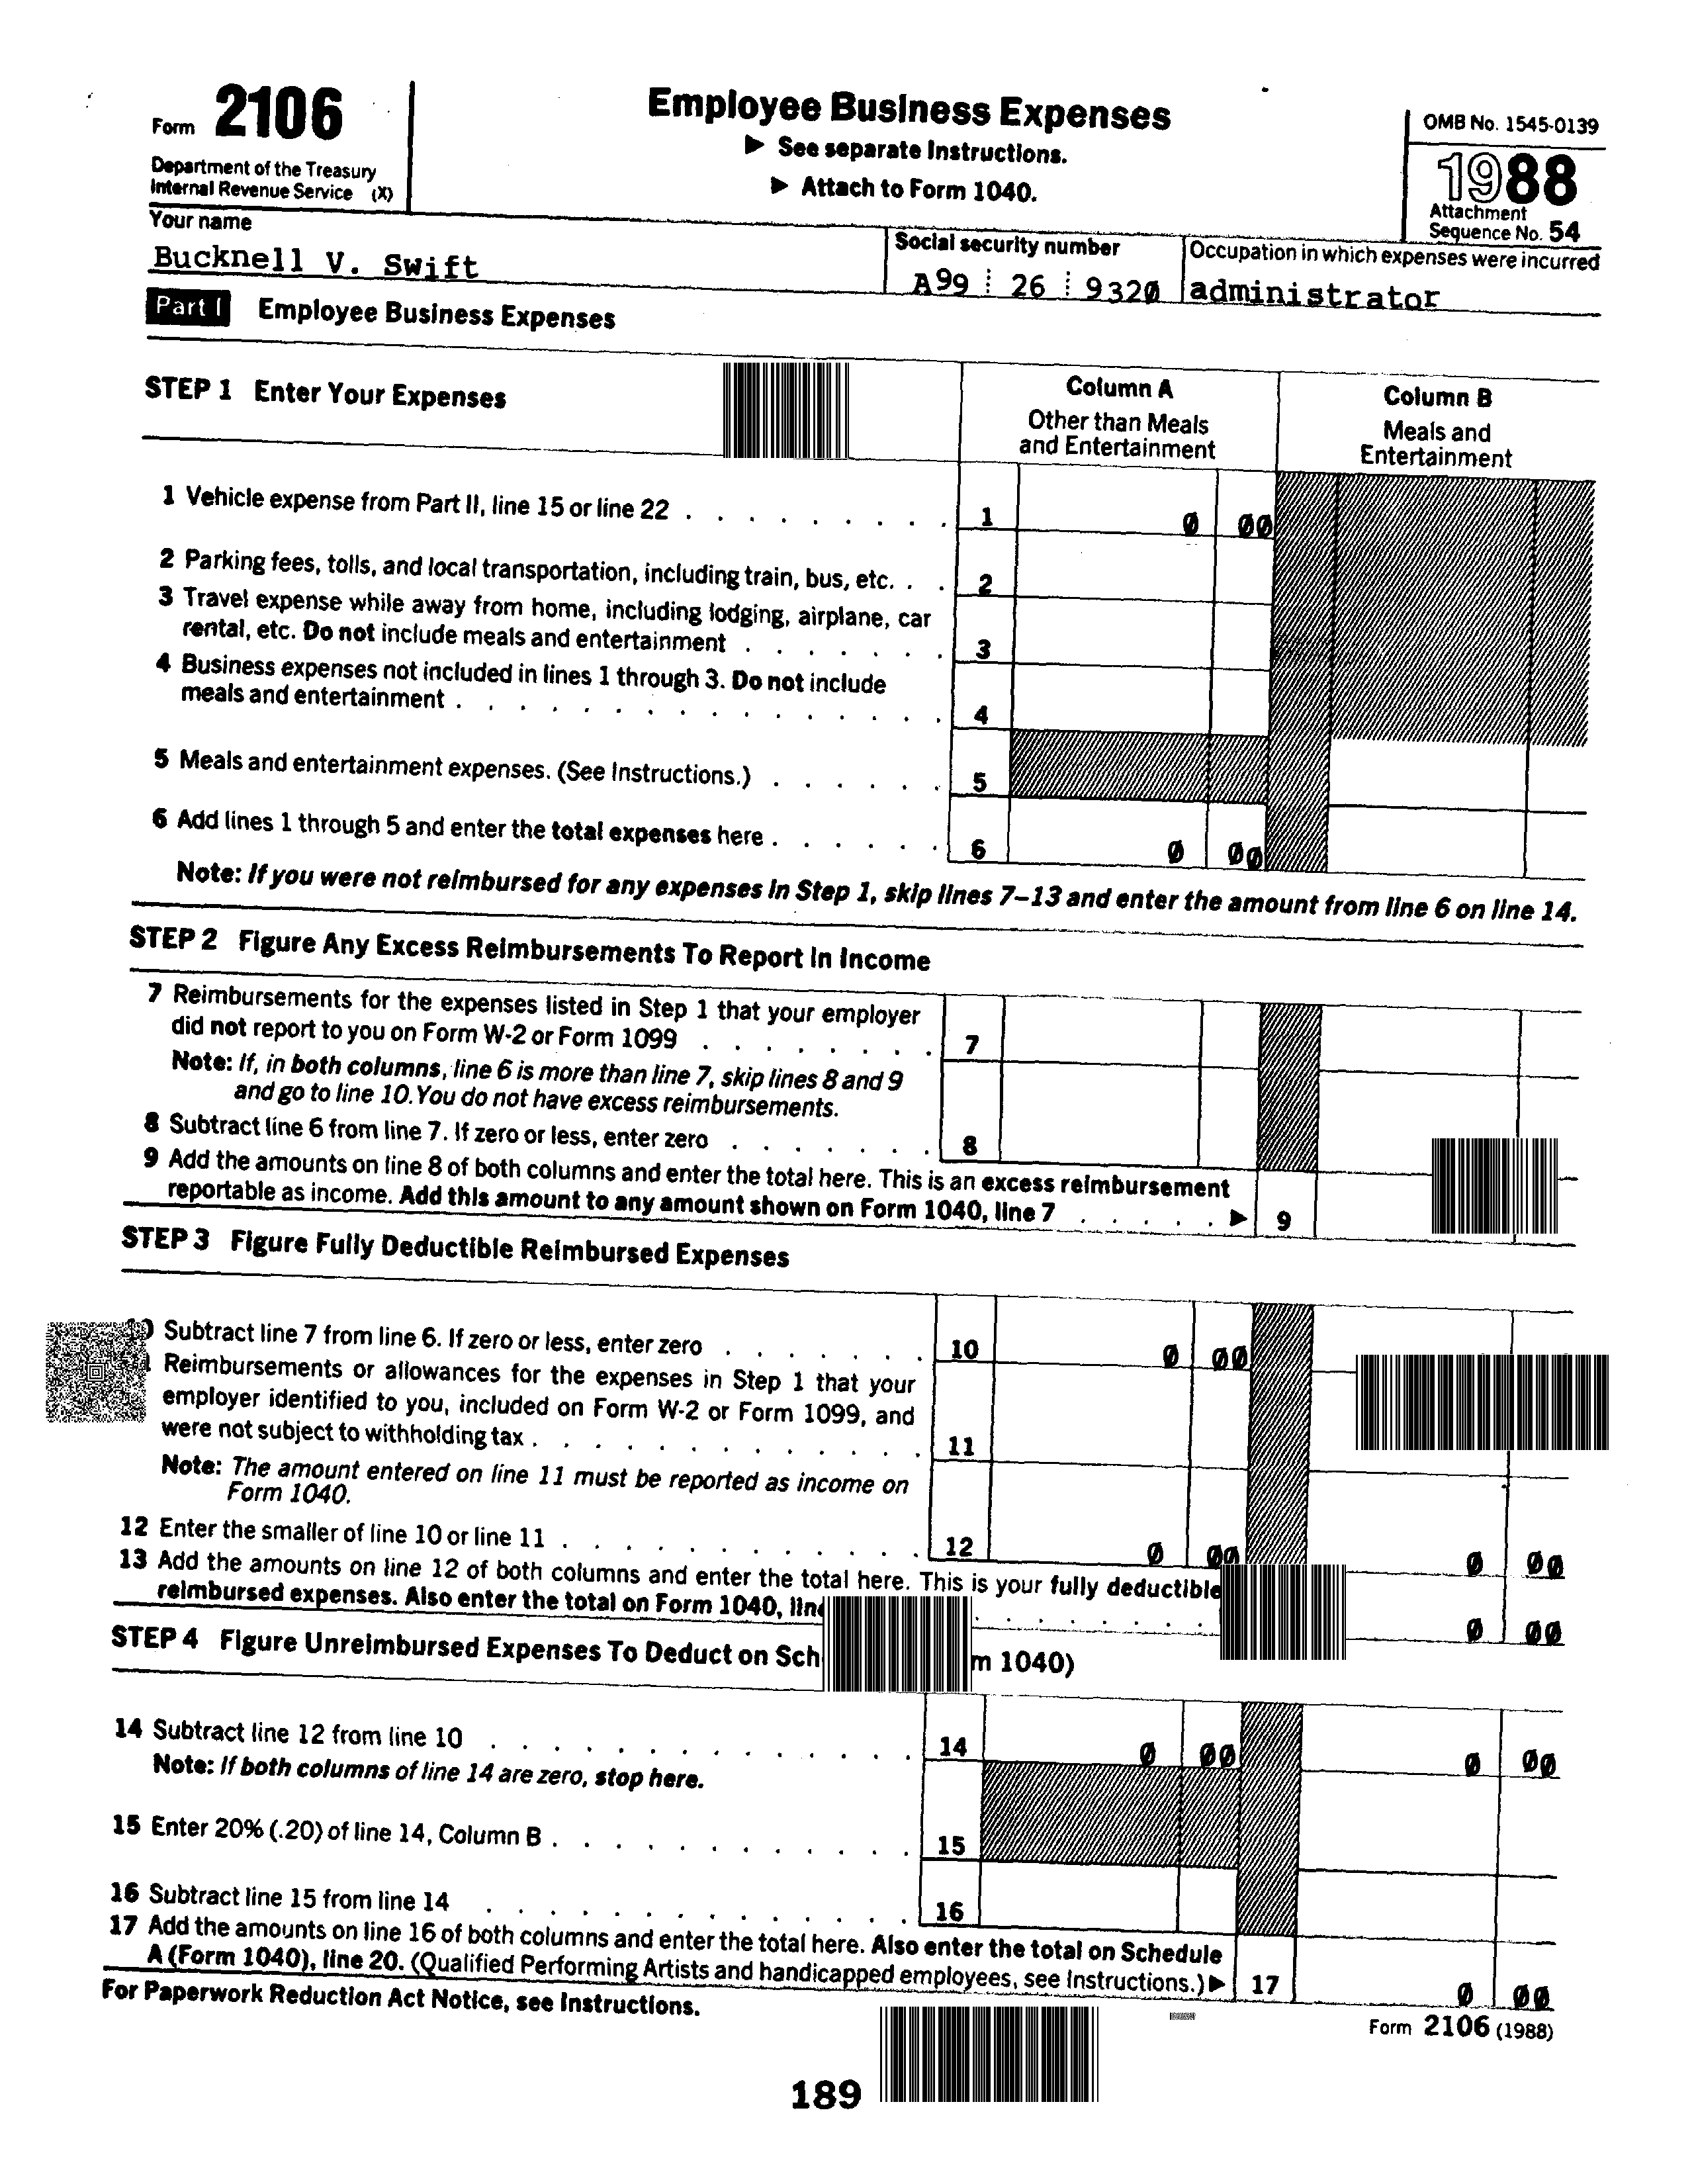 Form 2106
Department of the Treasury
Internal Revenue Service (X)
Employee Business Expenses
▶ See separate Instructions.
▶ Attach to Form 1040.
OMB No. 1545-0139
1988
Attachment
Sequence No. 54
Your name
Bucknell V. Swift
Social security number
A99 26 9320
Occupation in which expenses were incurred
administrator
Part I Employee Business Expenses
STEP 1 Enter Your Expenses
Column A
Other than Meals
and Entertainment
Column B
Meals and
Entertainment
1 Vehicle expense from Part II, line 15 or line 22 . . . . . . . . . 1 0 00
2 Parking fees, tolls, and local transportation, including train, bus, etc. . . 2
3 Travel expense while away from home, including lodging, airplane, car
rental, etc. Do not include meals and entertainment . . . . . . . 3
4 Business expenses not included in lines 1 through 3. Do not include
meals and entertainment . . . . . . . . . . . . . . . . 4
5 Meals and entertainment expenses. (See Instructions.) . . . . . . 5
6 Add lines 1 through 5 and enter the total expenses here . . . . . . 6 0 00
Note: If you were not reimbursed for any expenses in Step 1, skip lines 7–13 and enter the amount from line 6 on line 14.
STEP 2 Figure Any Excess Reimbursements To Report In Income
7 Reimbursements for the expenses listed in Step 1 that your employer
did not report to you on Form W-2 or Form 1099 . . . . . . . . 7
Note: If, in both columns, line 6 is more than line 7, skip lines 8 and 9
and go to line 10. You do not have excess reimbursements.
8 Subtract line 6 from line 7. If zero or less, enter zero . . . . . . . 8
9 Add the amounts on line 8 of both columns and enter the total here. This is an excess reimbursement
reportable as income. Add this amount to any amount shown on Form 1040, line 7 . . . . . ▶ 9
STEP 3 Figure Fully Deductible Reimbursed Expenses
Subtract line 7 from line 6. If zero or less, enter zero . . . . . . . 10 0 00
Reimbursements or allowances for the expenses in Step 1 that your
employer identified to you, included on Form W-2 or Form 1099, and
were not subject to withholding tax . . . . . . . . . . . . . 11
Note: The amount entered on line 11 must be reported as income on
Form 1040.
12 Enter the smaller of line 10 or line 11 . . . . . . . . . . . . 12 0 00 0 00
13 Add the amounts on line 12 of both columns and enter the total here. This is your fully deductible
reimbursed expenses. Also enter the total on Form 1040, . . . . . . . . 0 00
STEP 4 Figure Unreimbursed Expenses To Deduct on Sch m 1040)
14 Subtract line 12 from line 10 . . . . . . . . . . . . . . 14 0 00 0 00
Note: If both columns of line 14 are zero, stop here.
15 Enter 20% (.20) of line 14, Column B . . . . . . . . . . . . 15
16 Subtract line 15 from line 14 . . . . . . . . . . . . . . 16
17 Add the amounts on line 16 of both columns and enter the total here. Also enter the total on Schedule
A (Form 1040), line 20. (Qualified Performing Artists and handicapped employees, see Instructions.) ▶ 17 0 00
For Paperwork Reduction Act Notice, see Instructions.
Form 2106 (1988)
189